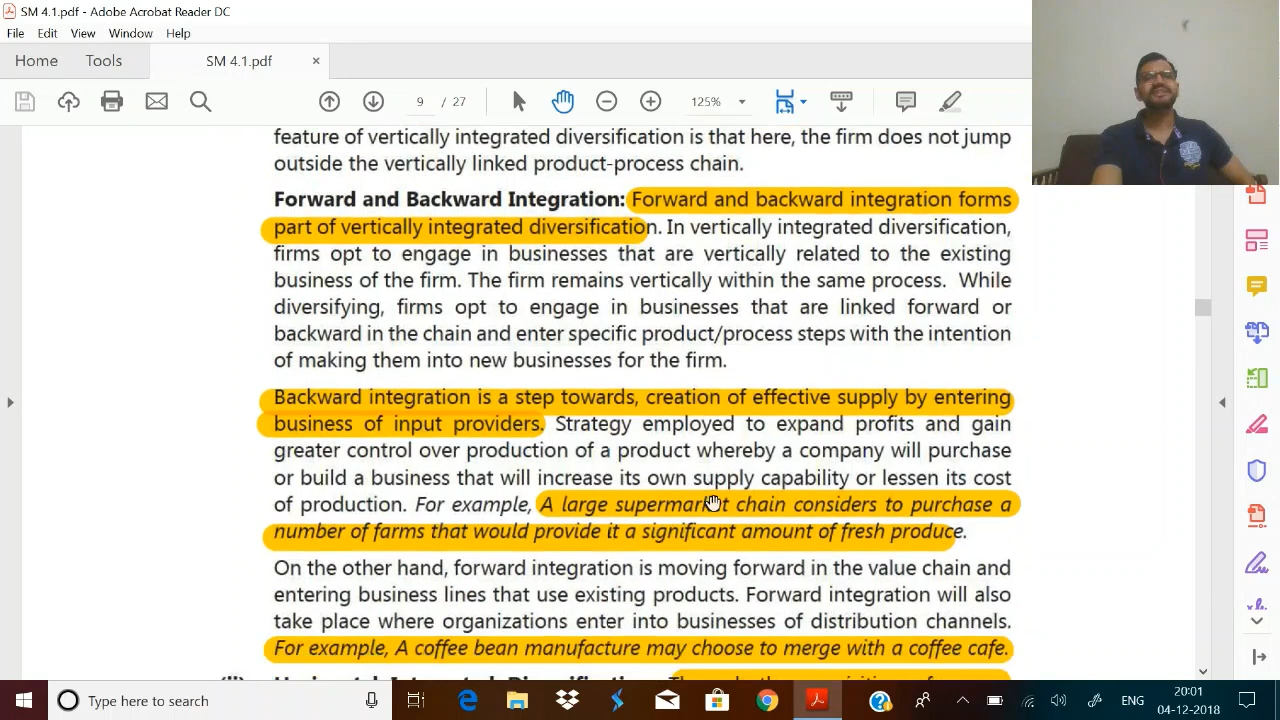 SM 4.1.pdf - Adobe Acrobat Reader DC
File Edit View Window Help
Home Tools SM 4.1.pdf ×
9 / 27 125%
feature of vertically integrated diversification is that here, the firm does not jump
outside the vertically linked product-process chain.
Forward and Backward Integration: Forward and backward integration forms
part of vertically integrated diversification. In vertically integrated diversification,
firms opt to engage in businesses that are vertically related to the existing
business of the firm. The firm remains vertically within the same process. While
diversifying, firms opt to engage in businesses that are linked forward or
backward in the chain and enter specific product/process steps with the intention
of making them into new businesses for the firm.
Backward integration is a step towards, creation of effective supply by entering
business of input providers. Strategy employed to expand profits and gain
greater control over production of a product whereby a company will purchase
or build a business that will increase its own supply capability or lessen its cost
of production. For example, A large supermarket chain considers to purchase a
number of farms that would provide it a significant amount of fresh produce.
On the other hand, forward integration is moving forward in the value chain and
entering business lines that use existing products. Forward integration will also
take place where organizations enter into businesses of distribution channels.
For example, A coffee bean manufacture may choose to merge with a coffee cafe.
Type here to search
ENG
20:01
04-12-2018